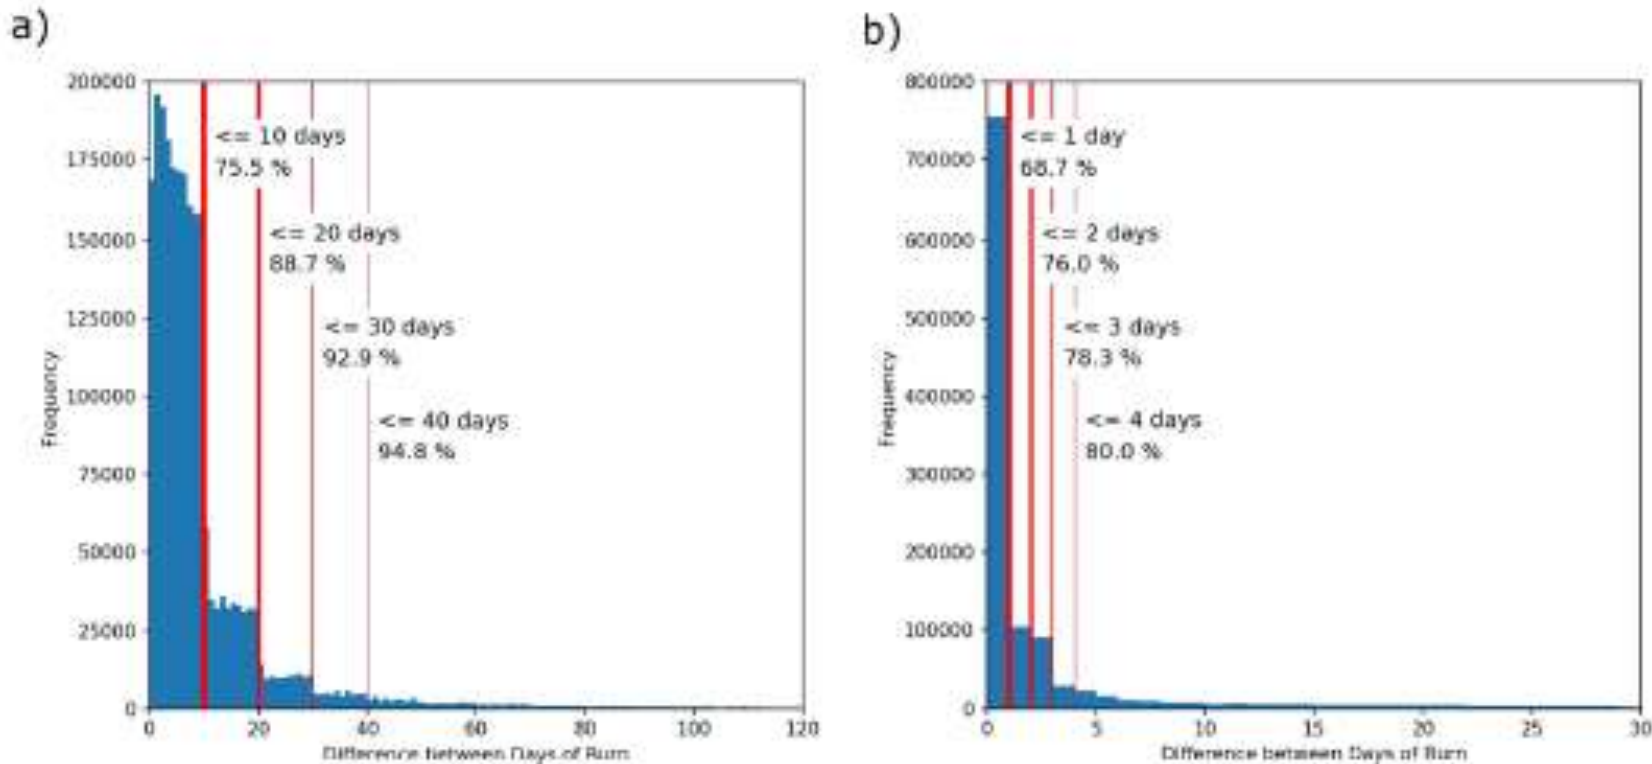 a)
200000
175000
150000
125000
100000
75000
50000
25000
0
Frequency
<= 10 days
75.5 %
<= 20 days
88.7 %
<= 30 days
92.9 %
<= 40 days
94.8 %
0 20 40 60 80 100 120
Difference between Days of Burn
b)
800000
700000
600000
500000
400000
300000
200000
100000
0
Frequency
<= 1 day
68.7 %
<= 2 days
76.0 %
<= 3 days
78.3 %
<= 4 days
80.0 %
0 5 10 15 20 25 30
Difference between Days of Burn